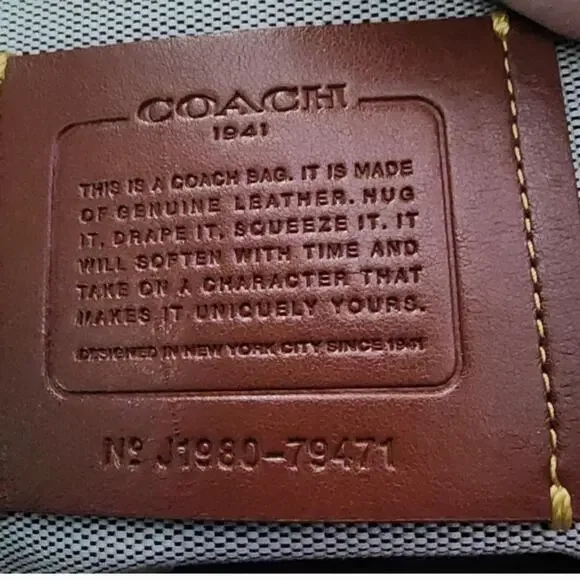 COACH
1941
THIS IS A COACH BAG. IT IS MADE
OF GENUINE LEATHER. HUG
IT, DRAPE IT, SQUEEZE IT. IT
WILL SOFTEN WITH TIME AND
TAKE ON A CHARACTER THAT
MAKES IT UNIQUELY YOURS.
DESIGNED IN NEW YORK CITY SINCE 1941
Nº J1980-79471